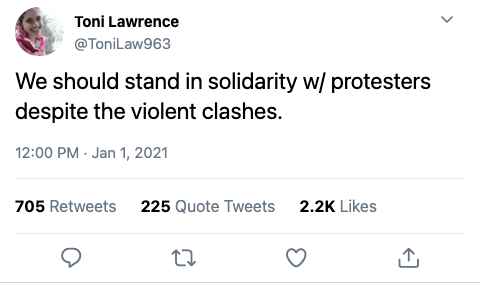 Toni Lawrence
@ToniLaw963
We should stand in solidarity w/ protesters
despite the violent clashes.
12:00 PM · Jan 1, 2021
705 Retweets 225 Quote Tweets 2.2K Likes